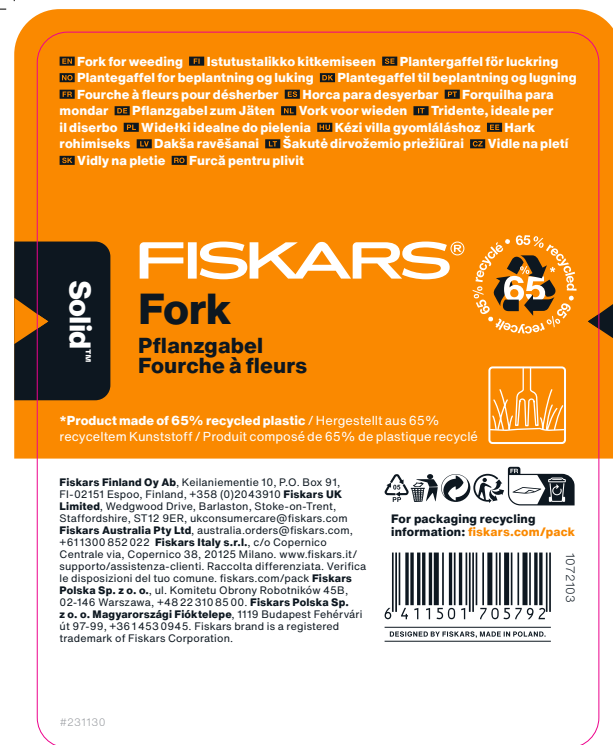 EN Fork for weeding FI Istutustalikko kitkemiseen SE Plantergaffel för luckring
NO Plantegaffel for beplantning og luking DK Plantegaffel til beplantning og lugning
FR Fourche à fleurs pour désherber ES Horca para desyerbar PT Forquilha para
mondar DE Pflanzgabel zum Jäten NL Vork voor wieden IT Tridente, ideale per
il diserbo PL Widełki idealne do pielenia HU Kézi villa gyomláláshoz EE Hark
rohimiseks LV Dakša ravēšanai LT Šakutė dirvožemio priežiūrai CZ Vidle na pletí
SK Vidly na pletie RO Furcă pentru plivit
Solid™
FISKARS®
Fork
Pflanzgabel
Fourche à fleurs
65% recyclé • 65% recycled • 65% recycelt •
% 65 *
*Product made of 65% recycled plastic / Hergestellt aus 65%
recyceltem Kunststoff / Produit composé de 65% de plastique recyclé
Fiskars Finland Oy Ab, Keilaniementie 10, P.O. Box 91,
FI-02151 Espoo, Finland, +358 (0)2043910 Fiskars UK
Limited, Wedgwood Drive, Barlaston, Stoke-on-Trent,
Staffordshire, ST12 9ER, ukconsumercare@fiskars.com
Fiskars Australia Pty Ltd, australia.orders@fiskars.com,
+611300 852 022 Fiskars Italy s.r.l., c/o Copernico
Centrale via, Copernico 38, 20125 Milano. www.fiskars.it/
supporto/assistenza-clienti. Raccolta differenziata. Verifica
le disposizioni del tuo comune. fiskars.com/pack Fiskars
Polska Sp. z o. o., ul. Komitetu Obrony Robotników 45B,
02-146 Warszawa, +48 22 310 85 00. Fiskars Polska Sp.
z o. o. Magyarországi Fióktelepe, 1119 Budapest Fehérvári
út 97-99, +361 453 0945. Fiskars brand is a registered
trademark of Fiskars Corporation.
05
PP
FR
For packaging recycling
information: fiskars.com/pack
6 411501 705792
1072103
DESIGNED BY FISKARS, MADE IN POLAND.
#231130